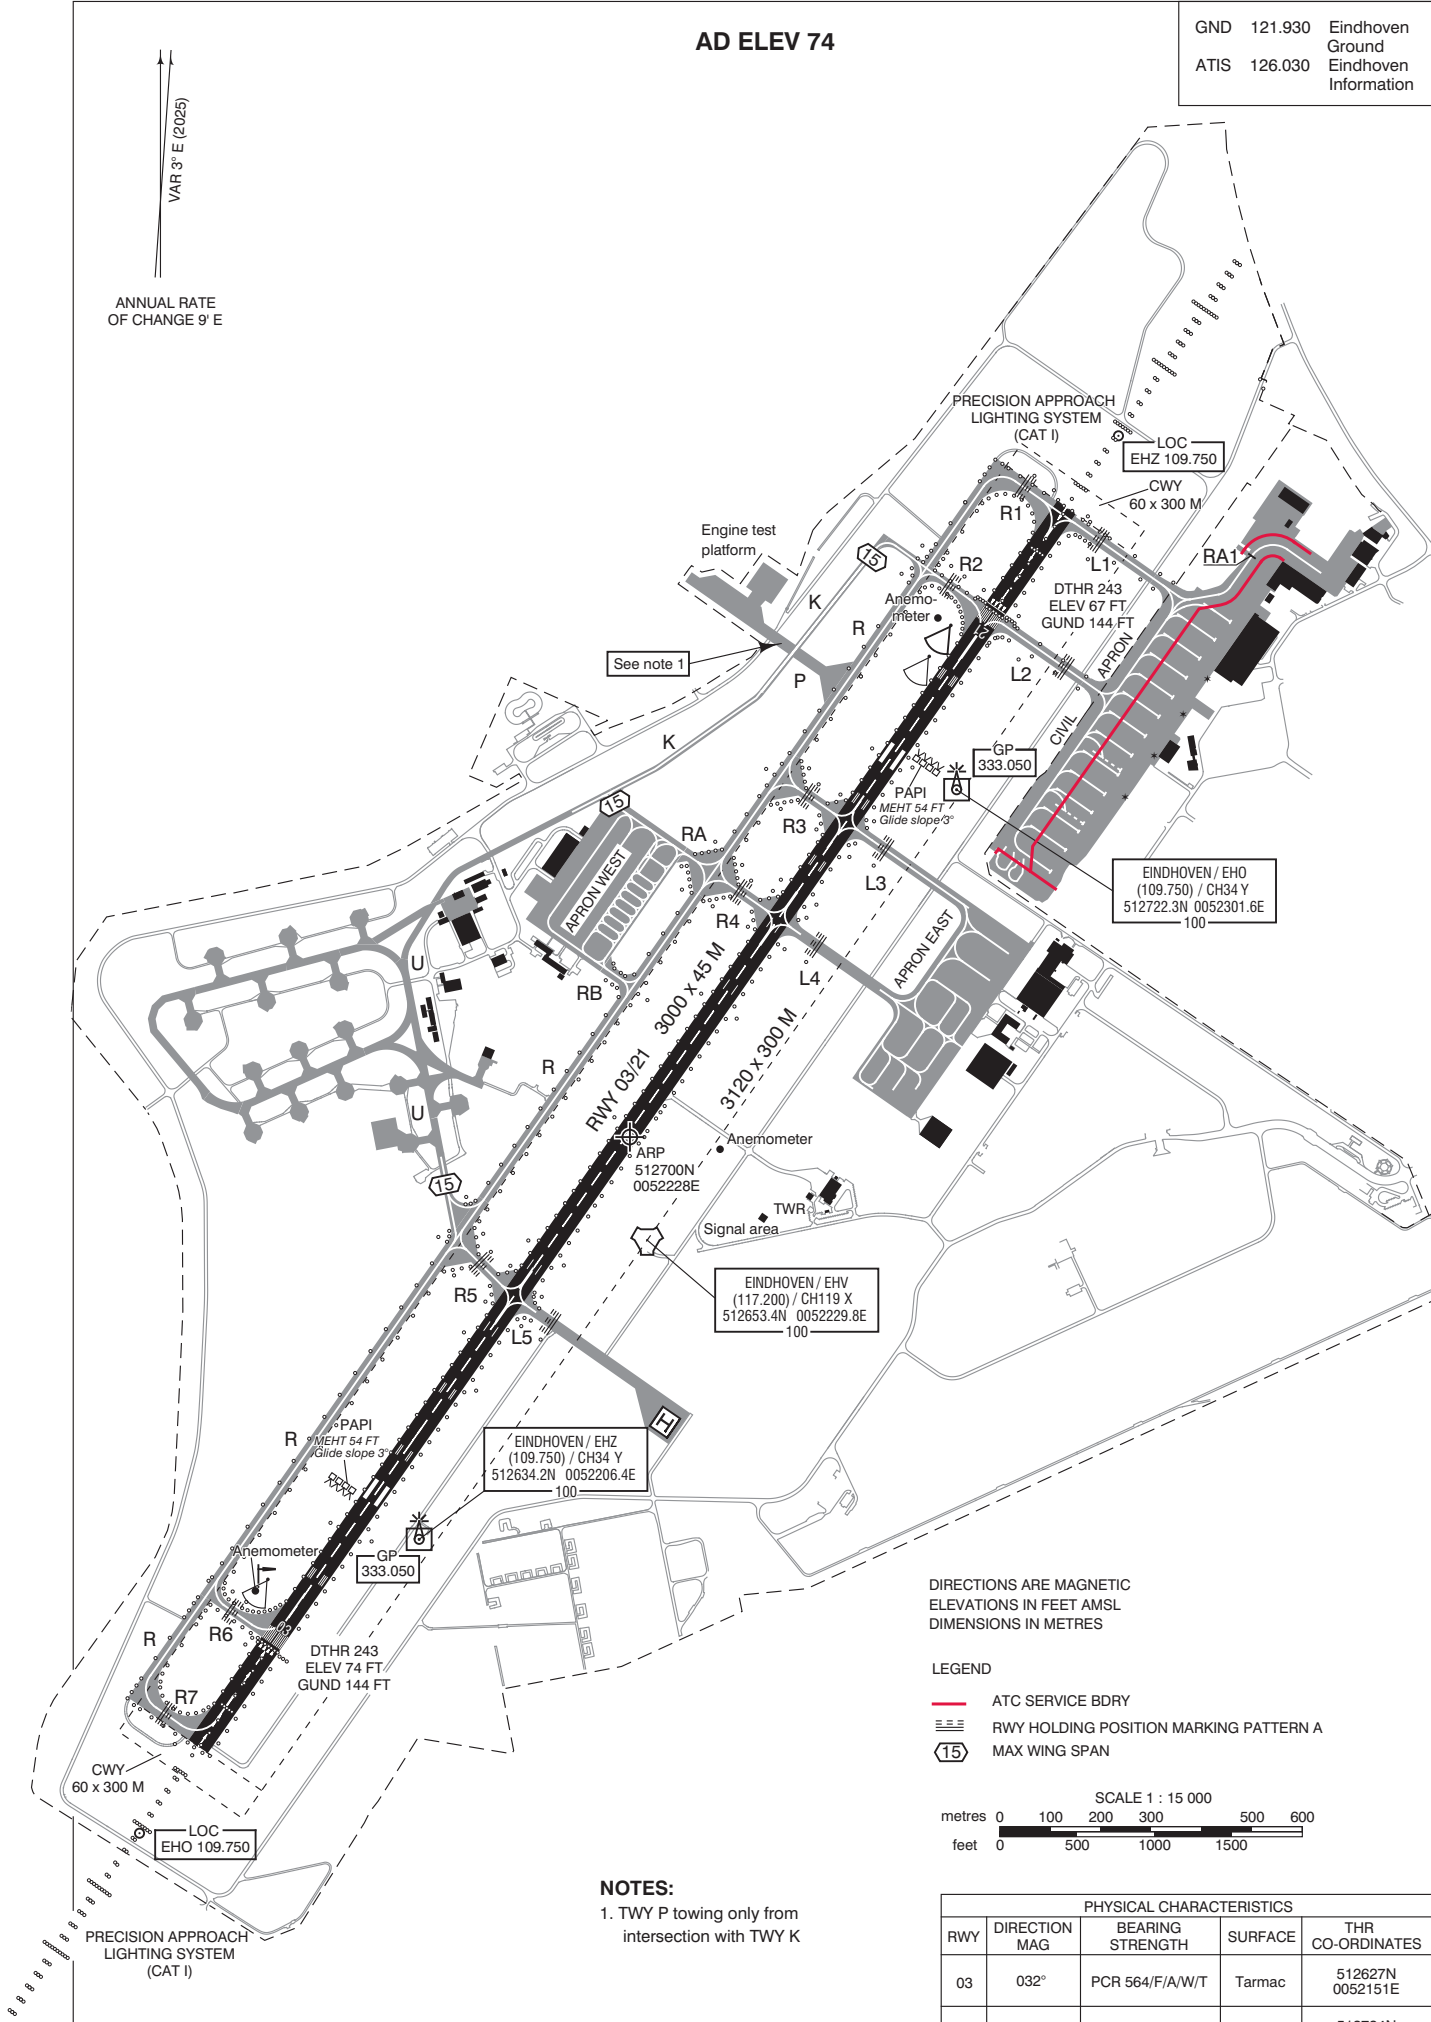 AD ELEV 74
GND 121.930 Eindhoven
Ground
ATIS 126.030 Eindhoven
Information
VAR 3° E (2025)
ANNUAL RATE
OF CHANGE 9' E
PRECISION APPROACH
LIGHTING SYSTEM
(CAT I)
LOC
EHZ 109.750
CWY
60 x 300 M
R1
L1
RA1
Engine test
platform
15
R2
K
Anemo-
meter
DTHR 243
ELEV 67 FT
GUND 144 FT
21
R
See note 1
P
L2
CIVIL APRON
K
GP
333.050
PAPI
MEHT 54 FT
Glide slope 3°
15
RA
R3
EINDHOVEN / EHO
(109.750) / CH34 Y
512722.3N 0052301.6E
100
L3
APRON WEST
R4
APRON EAST
U
L4
RB
RWY 03/21 3000 x 45 M
3120 x 300 M
R
U
Anemometer
ARP
512700N
0052228E
15
TWR
Signal area
EINDHOVEN / EHV
(117.200) / CH119 X
512653.4N 0052229.8E
100
R5
L5
H
R
PAPI
MEHT 54 FT
Glide slope 3°
EINDHOVEN / EHZ
(109.750) / CH34 Y
512634.2N 0052206.4E
100
Anemometer
GP
333.050
R
R6
03
DTHR 243
ELEV 74 FT
GUND 144 FT
R7
CWY
60 x 300 M
LOC
EHO 109.750
PRECISION APPROACH
LIGHTING SYSTEM
(CAT I)
DIRECTIONS ARE MAGNETIC
ELEVATIONS IN FEET AMSL
DIMENSIONS IN METRES
LEGEND
ATC SERVICE BDRY
RWY HOLDING POSITION MARKING PATTERN A
15 MAX WING SPAN
SCALE 1 : 15 000
metres 0 100 200 300 500 600
feet 0 500 1000 1500
NOTES:
1. TWY P towing only from
intersection with TWY K
PHYSICAL CHARACTERISTICS
RWY DIRECTION MAG BEARING STRENGTH SURFACE THR CO-ORDINATES
03 032° PCR 564/F/A/W/T Tarmac 512627N
0052151E